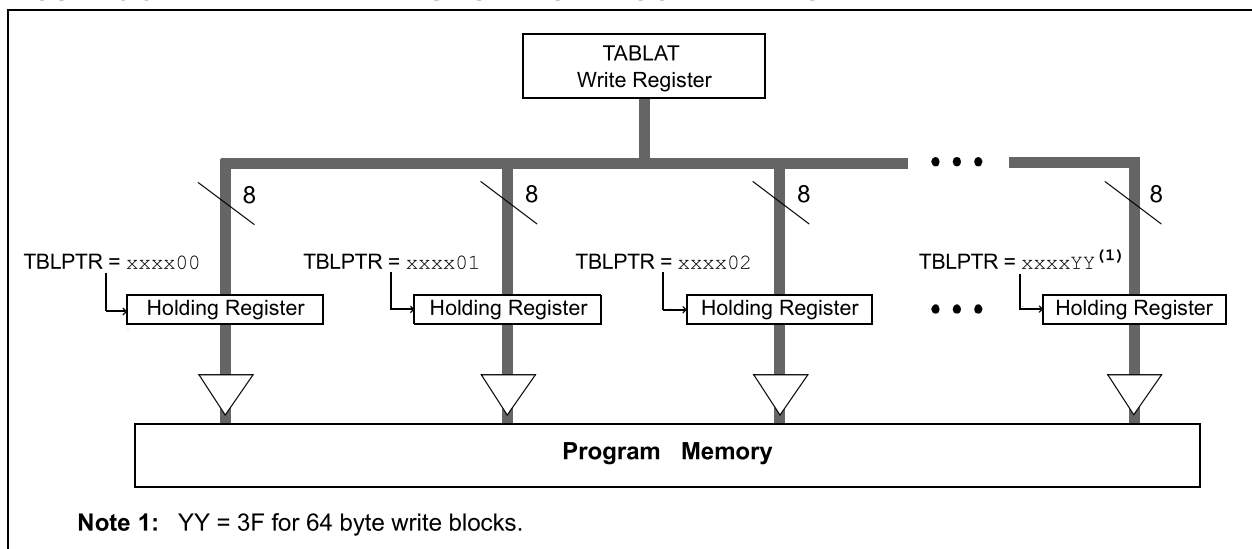 TABLAT
Write Register
8
8
8
8
TBLPTR = xxxx00
TBLPTR = xxxx01
TBLPTR = xxxx02
TBLPTR = xxxxYY(1)
Holding Register
Holding Register
Holding Register
Holding Register
Program Memory
Note 1: YY = 3F for 64 byte write blocks.